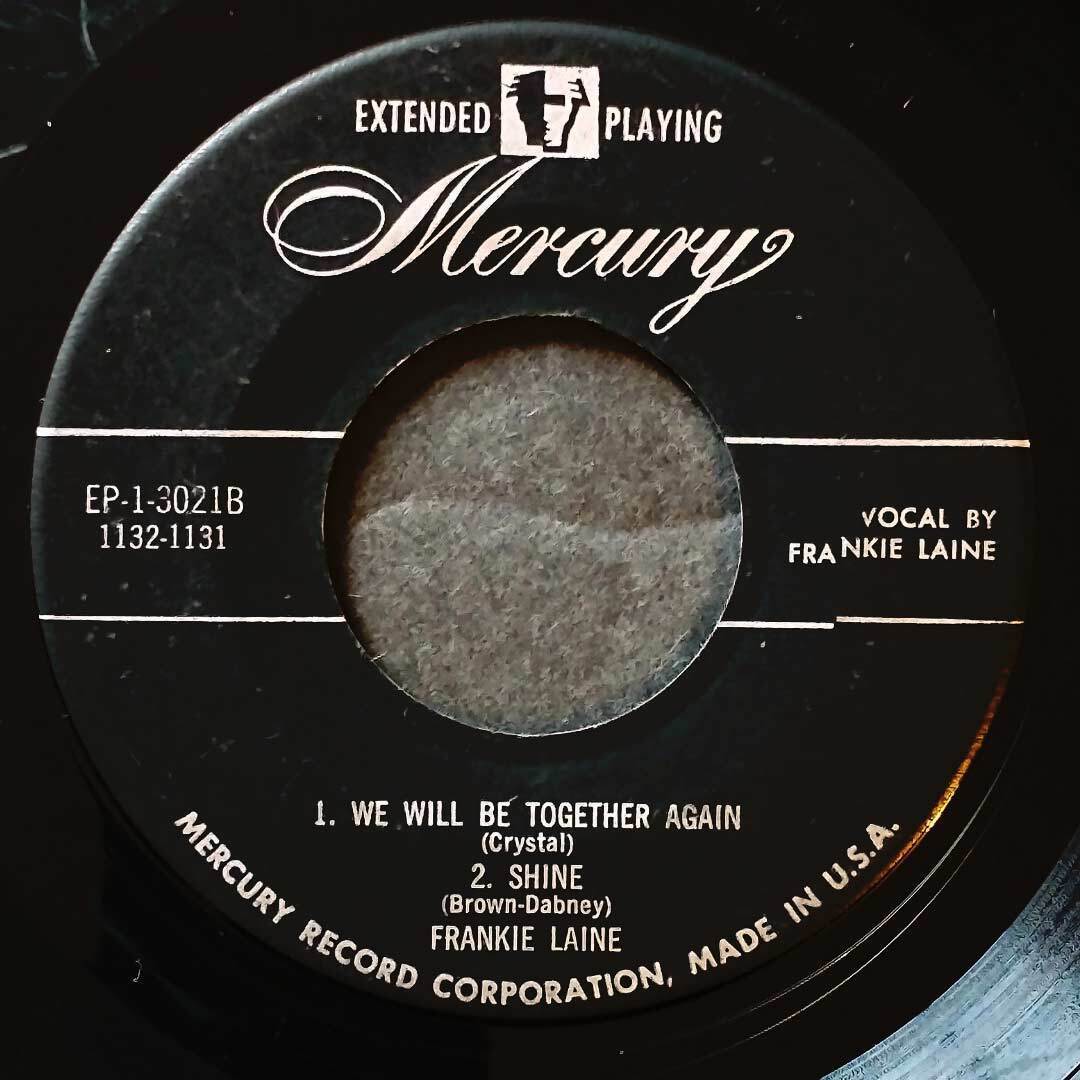 EXTENDED PLAYING
Mercury
EP-1-3021B
1132-1131
VOCAL BY
FRANKIE LAINE
1. WE WILL BE TOGETHER AGAIN
(Crystal)
2. SHINE
(Brown-Dabney)
FRANKIE LAINE
MERCURY RECORD CORPORATION, MADE IN U.S.A.